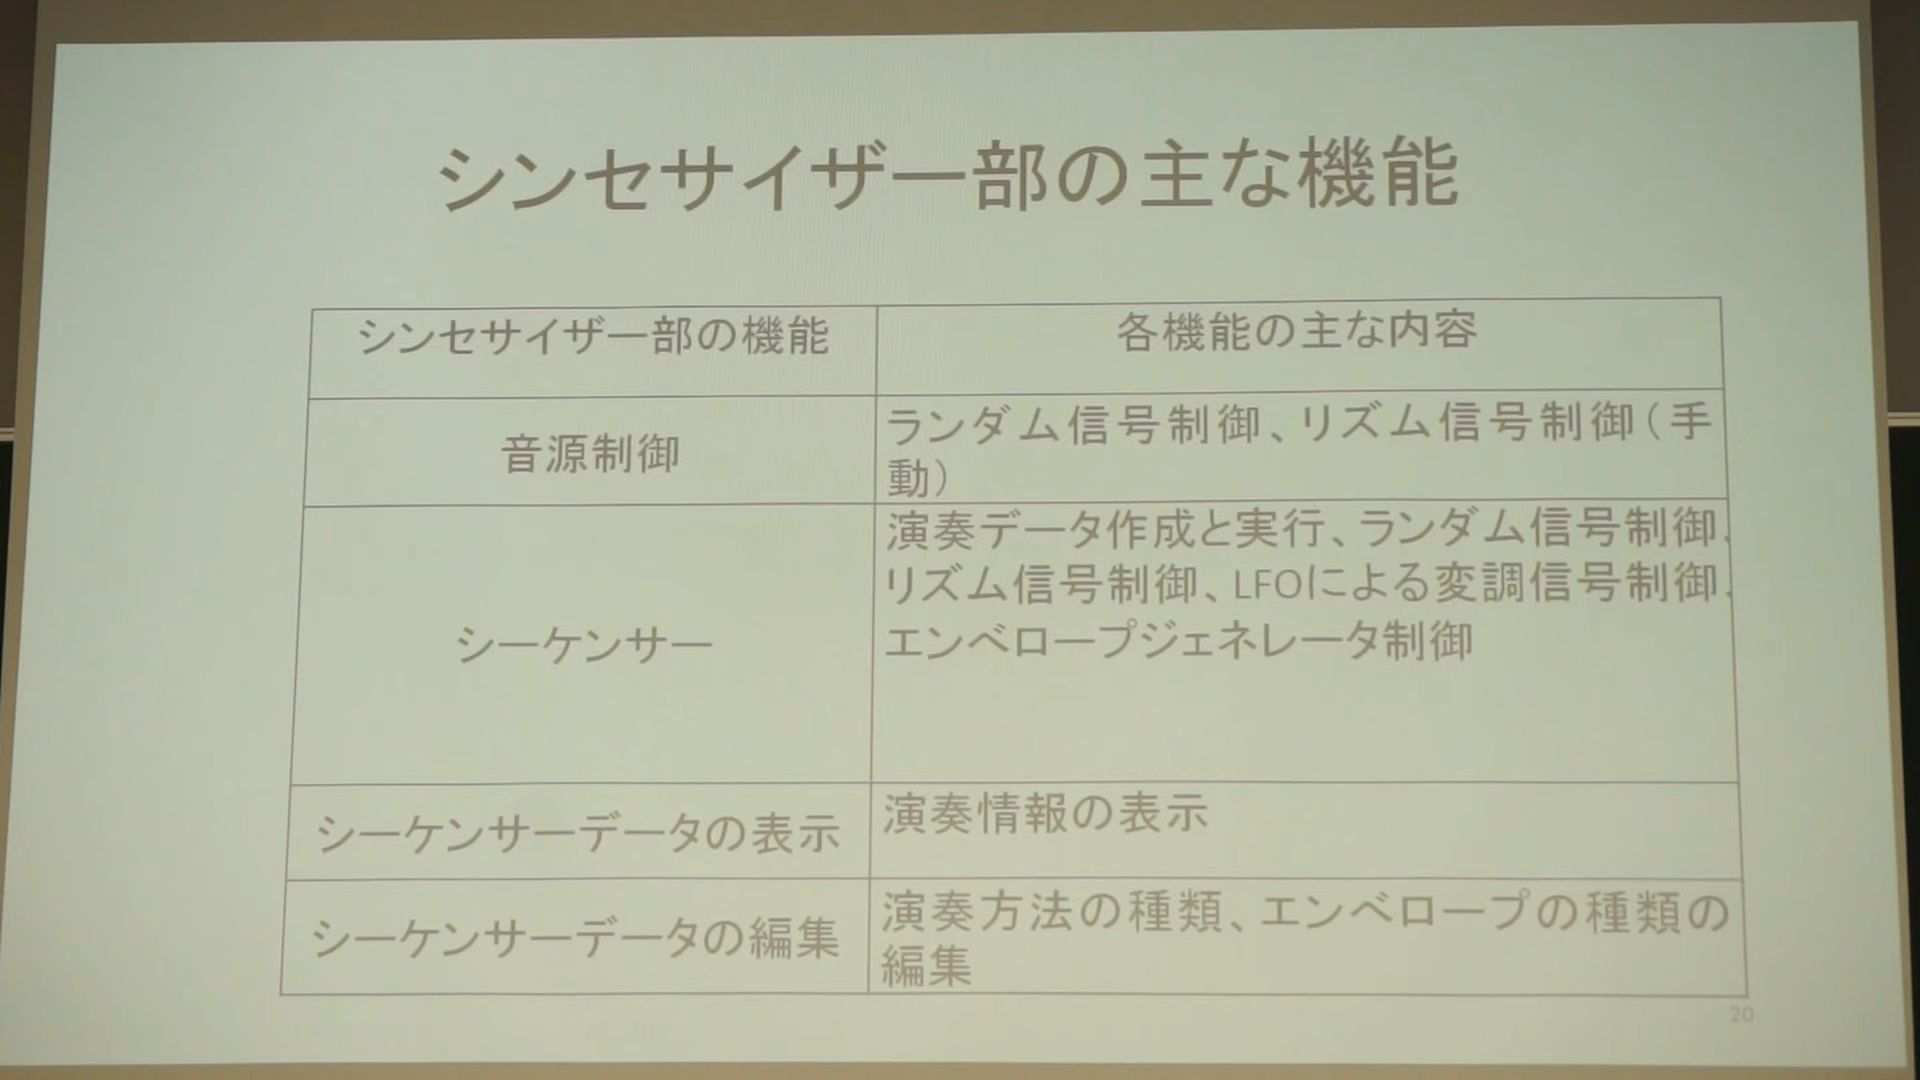 シンセサイザー部の主な機能
シンセサイザー部の機能
各機能の主な内容
音源制御
ランダム信号制御、リズム信号制御（手
動）
シーケンサー
演奏データ作成と実行、ランダム信号制御、
リズム信号制御、LFOによる変調信号制御、
エンベロープジェネレータ制御
シーケンサーデータの表示
演奏情報の表示
シーケンサーデータの編集
演奏方法の種類、エンベロープの種類の
編集
20